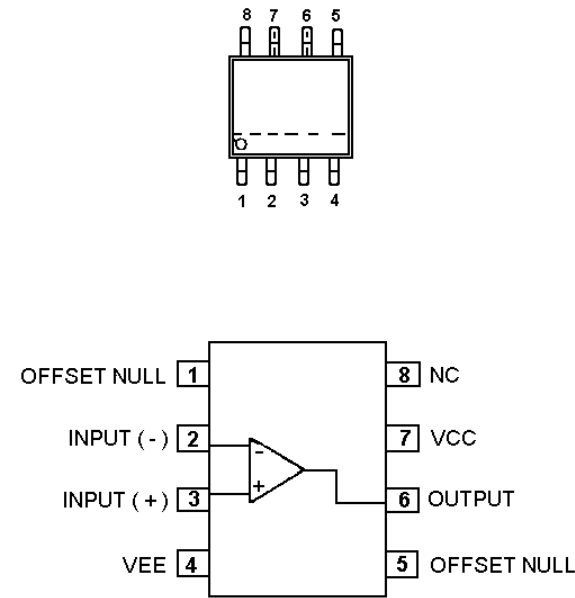 8 7 6 5
1 2 3 4
OFFSET NULL 1 8 NC
INPUT ( - ) 2 - 7 VCC
INPUT ( + ) 3 + 6 OUTPUT
VEE 4 5 OFFSET NULL